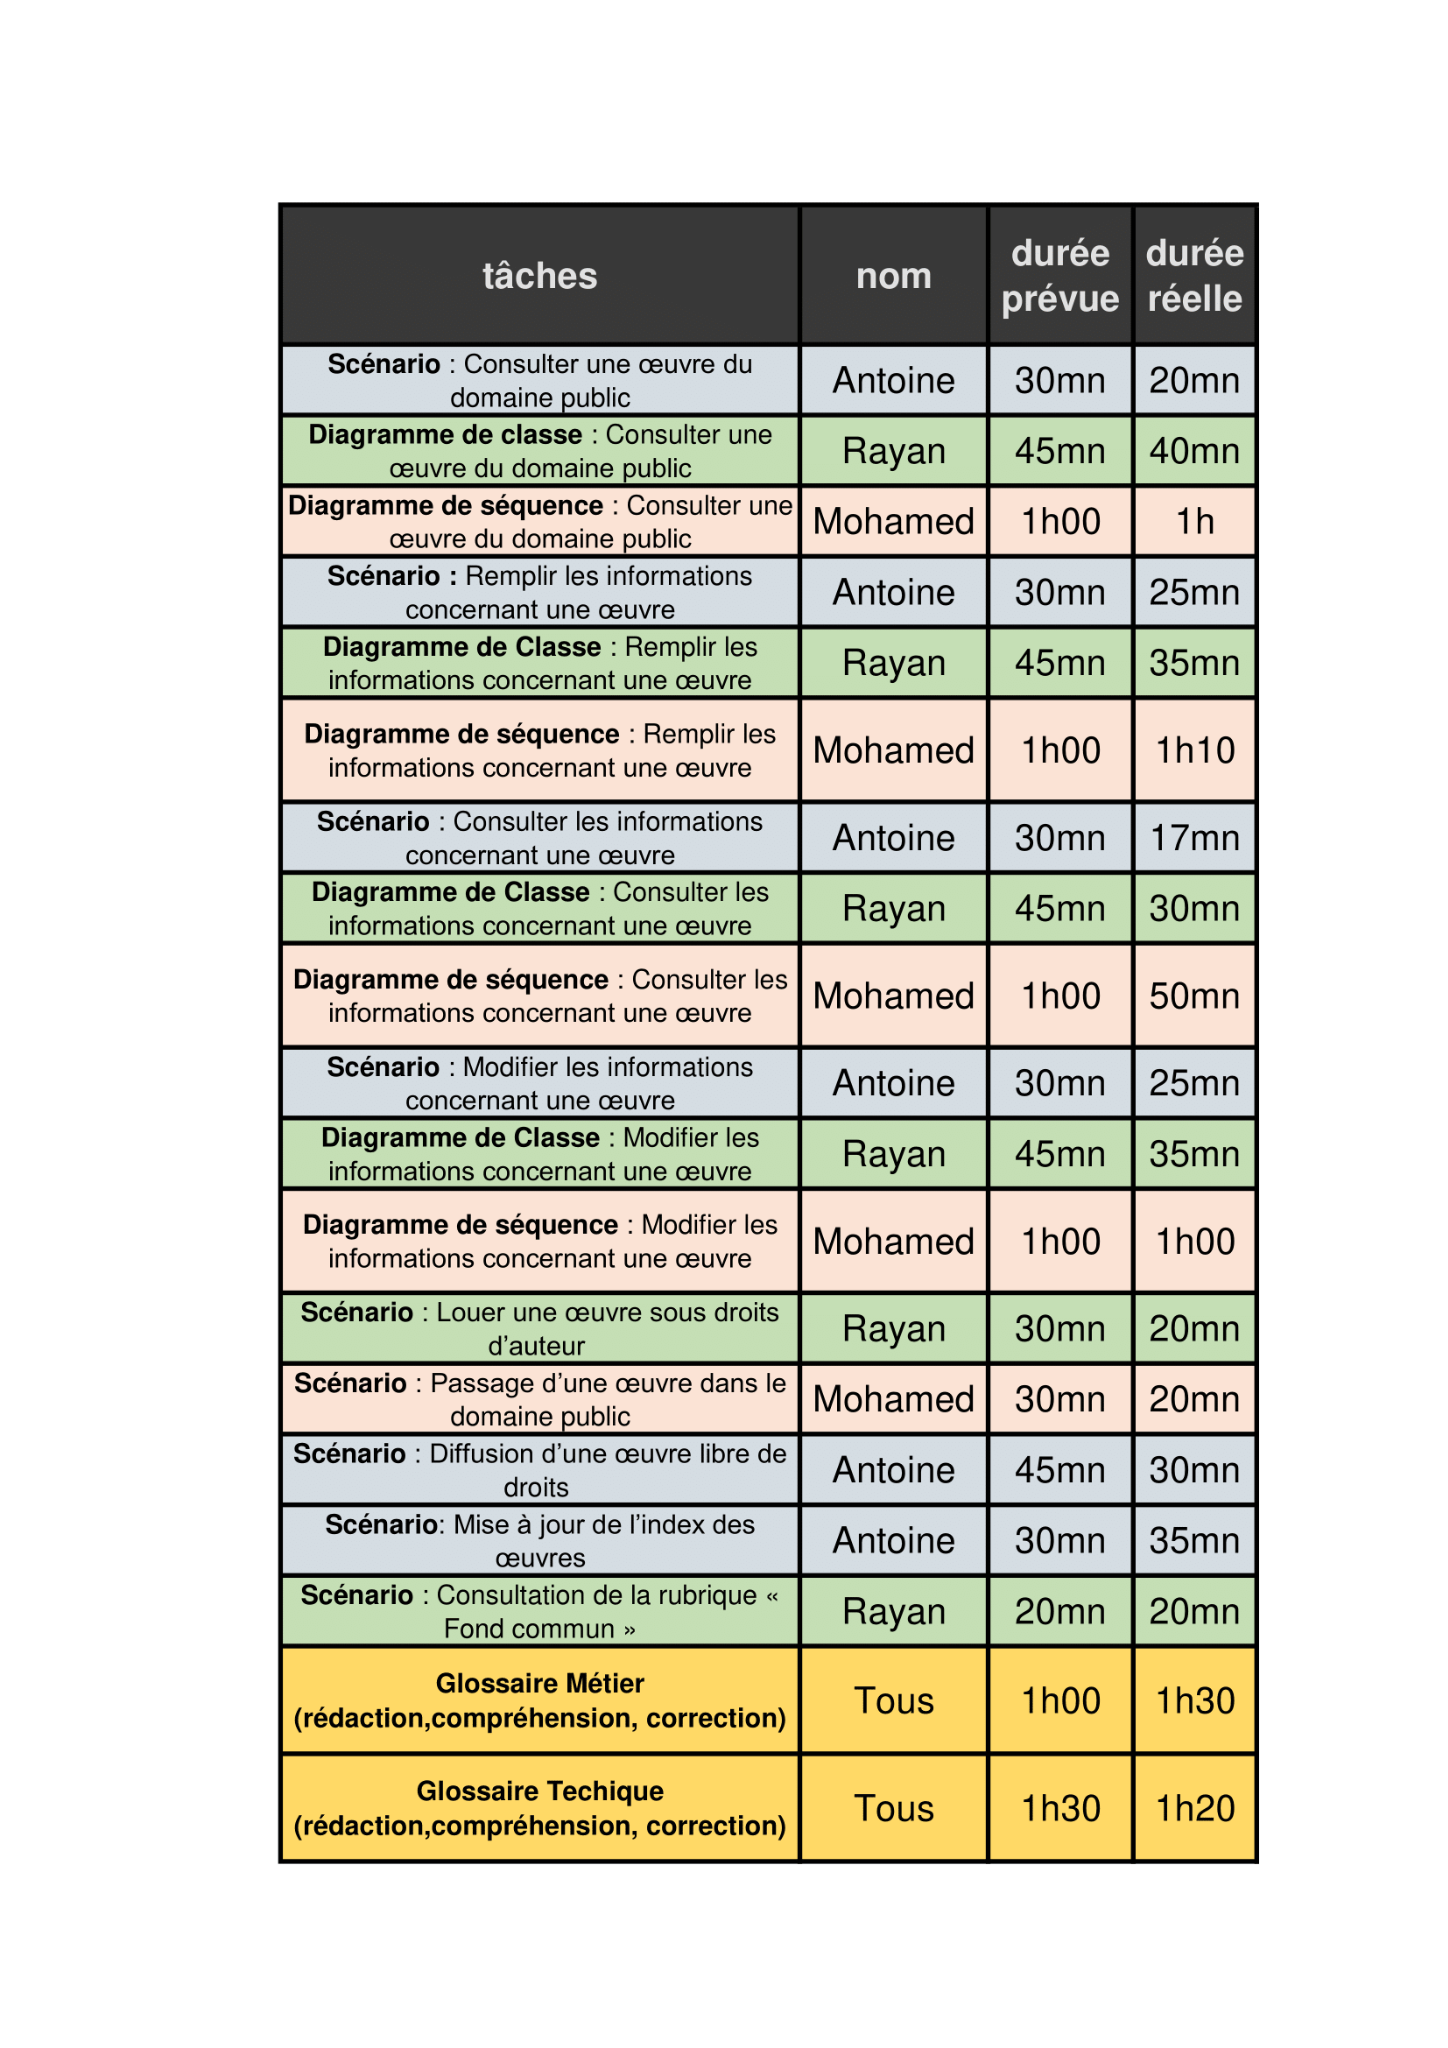 tâches
nom
durée
prévue
durée
réelle
Scénario : Consulter une œuvre du
domaine public
Antoine
30mn
20mn
Diagramme de classe : Consulter une
œuvre du domaine public
Rayan
45mn
40mn
Diagramme de séquence : Consulter une
œuvre du domaine public
Mohamed
1h00
1h
Scénario : Remplir les informations
concernant une œuvre
Antoine
30mn
25mn
Diagramme de Classe : Remplir les
informations concernant une œuvre
Rayan
45mn
35mn
Diagramme de séquence : Remplir les
informations concernant une œuvre
Mohamed
1h00
1h10
Scénario : Consulter les informations
concernant une œuvre
Antoine
30mn
17mn
Diagramme de Classe : Consulter les
informations concernant une œuvre
Rayan
45mn
30mn
Diagramme de séquence : Consulter les
informations concernant une œuvre
Mohamed
1h00
50mn
Scénario : Modifier les informations
concernant une œuvre
Antoine
30mn
25mn
Diagramme de Classe : Modifier les
informations concernant une œuvre
Rayan
45mn
35mn
Diagramme de séquence : Modifier les
informations concernant une œuvre
Mohamed
1h00
1h00
Scénario : Louer une œuvre sous droits
d’auteur
Rayan
30mn
20mn
Scénario : Passage d’une œuvre dans le
domaine public
Mohamed
30mn
20mn
Scénario : Diffusion d’une œuvre libre de
droits
Antoine
45mn
30mn
Scénario: Mise à jour de l’index des
œuvres
Antoine
30mn
35mn
Scénario : Consultation de la rubrique «
Fond commun »
Rayan
20mn
20mn
Glossaire Métier
(rédaction,compréhension, correction)
Tous
1h00
1h30
Glossaire Techique
(rédaction,compréhension, correction)
Tous
1h30
1h20